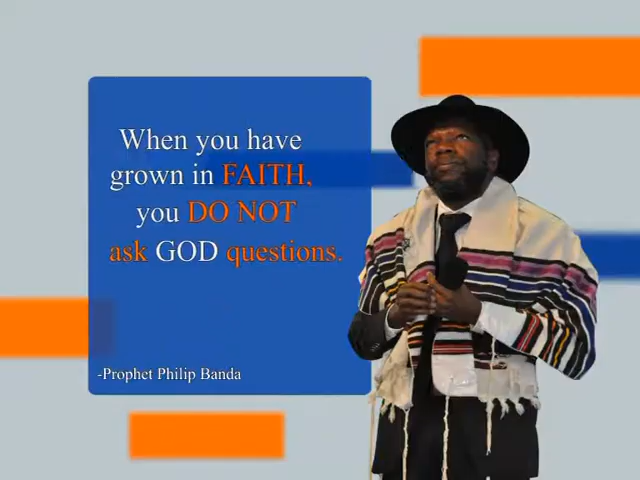 When you have
grown in FAITH,
you DO NOT
ask GOD questions.
-Prophet Philip Banda